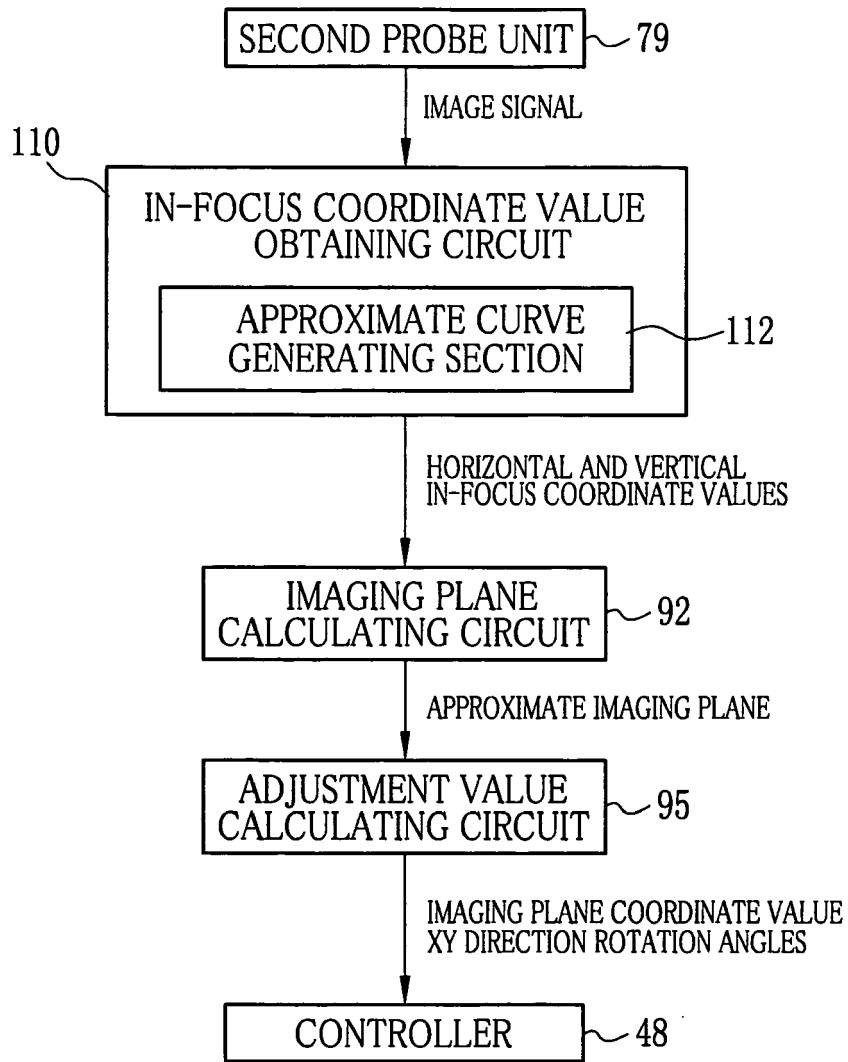 SECOND PROBE UNIT 79
IMAGE SIGNAL
110
IN-FOCUS COORDINATE VALUE
OBTAINING CIRCUIT
APPROXIMATE CURVE
GENERATING SECTION
112
HORIZONTAL AND VERTICAL
IN-FOCUS COORDINATE VALUES
IMAGING PLANE
CALCULATING CIRCUIT
92
APPROXIMATE IMAGING PLANE
ADJUSTMENT VALUE
CALCULATING CIRCUIT
95
IMAGING PLANE COORDINATE VALUE
XY DIRECTION ROTATION ANGLES
CONTROLLER 48